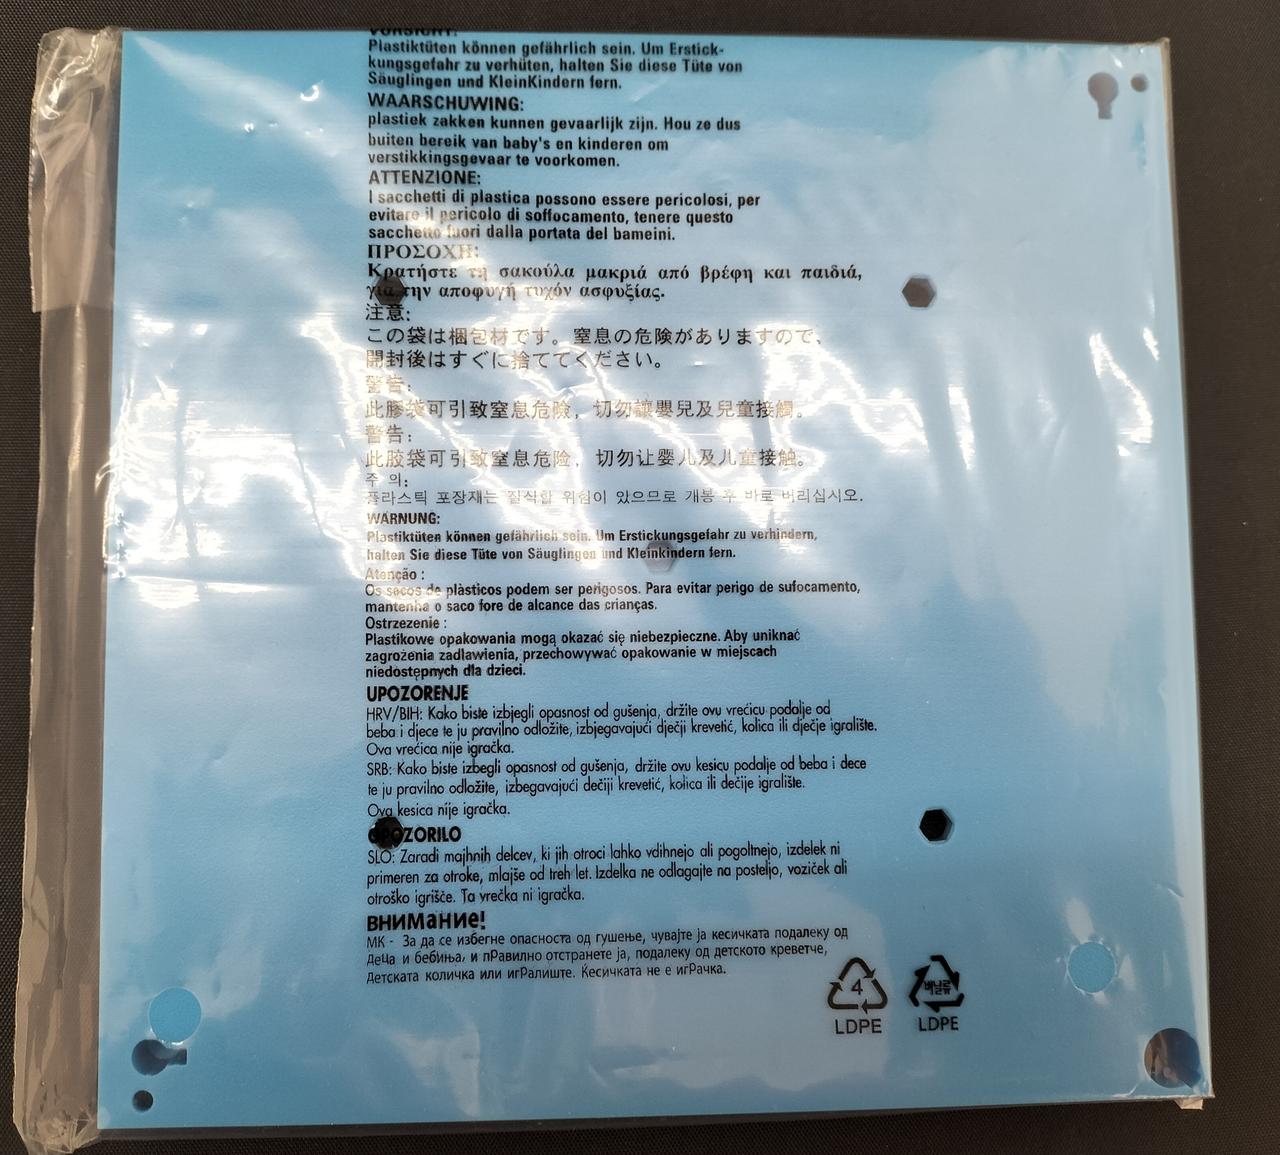 VORSICHT:
Plastiktüten können gefährlich sein. Um Erstick-
kungsgefahr zu verhüten, halten Sie diese Tüte von
Säuglingen und KleinKindern fern.
WAARSCHUWING:
plastiek zakken kunnen gevaarlijk zijn. Hou ze dus
buiten bereik van baby's en kinderen om
verstikkingsgevaar te voorkomen.
ATTENZIONE:
I sacchetti di plastica possono essere pericolosi, per
evitare il pericolo di soffocamento, tenere questo
sacchetto fuori dalla portata del bameini.
ΠΡΟΣΟΧΗ:
Κρατήστε τη σακούλα μακριά από βρέφη και παιδιά,
για την αποφυγή τυχόν ασφυξίας.
注意:
この袋は梱包材です。窒息の危険がありますので、
開封後はすぐに捨ててください。
警告:
此膠袋可引致窒息危險，切勿讓嬰兒及兒童接觸。
警告:
此胶袋可引致窒息危险，切勿让婴儿及儿童接触。
주 의:
플라스틱 포장재는 질식할 위험이 있으므로 개봉 후 바로 버리십시오.
WARNUNG:
Plastiktüten können gefährlich sein. Um Erstickungsgefahr zu verhindern,
halten Sie diese Tüte von Säuglingen und Kleinkindern fern.
Atenção :
Os sacos de plàsticos podem ser perigosos. Para evitar perigo de sufocamento,
mantenha o saco fore de alcance das crianças.
Ostrzezenie :
Plastikowe opakowania mogą okazać się niebezpieczne. Aby uniknać
zagrożenia zadlawienia, przechowywać opakowanie w miejscach
niedostępnych dla dzieci.
UPOZORENJE
HRV/BIH: Kako biste izbjegli opasnost od gušenja, držite ovu vrećicu podalje od
beba i djece te ju pravilno odložite, izbjegavajući dječji krevetić, kolica ili dječje igralište.
Ova vrećica nije igračka.
SRB: Kako biste izbegli opasnost od gušenja, držite ovu kesicu podalje od beba i dece
te ju pravilno odložite, izbegavajući dečiji krevetić, kolica ili dečije igralište.
Ova kesica nije igračka.
OPOZORILO
SLO: Zaradi majhnih delcev, ki jih otroci lahko vdihnejo ali pogoltnejo, izdelek ni
primeren za otroke, mlajše od treh let. Izdelka ne odlagajte na posteljo, voziček ali
otroško igrišče. Ta vrečka ni igračka.
ВНИМАНИЕ!
МК - За да се избегне опасноста од гушење, чувајте ја кесичката подалеку од
деца и бебиња, и правилно отстранете ја, подалеку од детското креветче,
детската количка или игралиште. Кесичката не е играчка.
4
LDPE
비닐류
LDPE